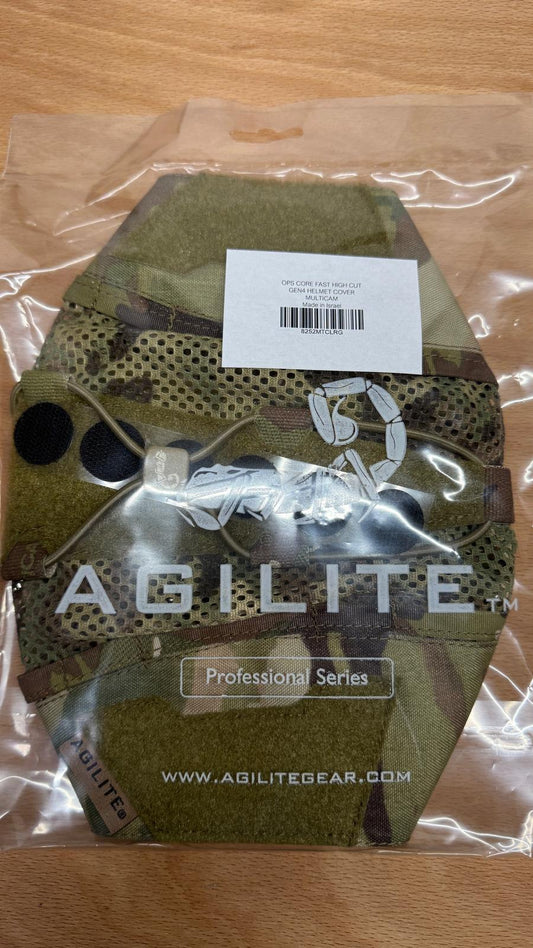 OPS CORE FAST HIGH CUT
GEN4 HELMET COVER
MULTICAM
Made in Israel
8252MTCLRG
AGILITE™
Professional Series
WWW.AGILITEGEAR.COM
AGILITE®